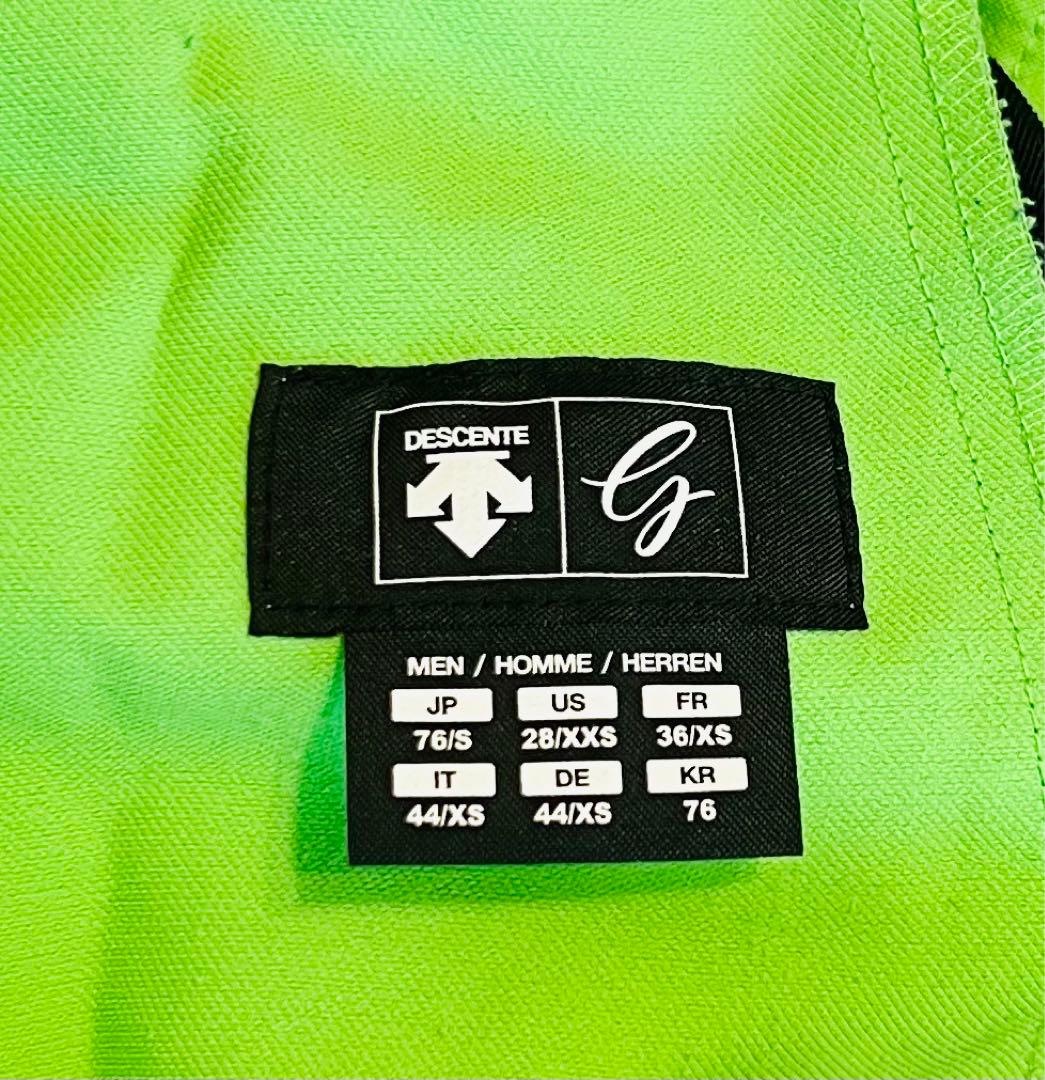 DESCENTE
G
MEN / HOMME / HERREN
JP US FR
76/S 28/XXS 36/XS
IT DE KR
44/XS 44/XS 76